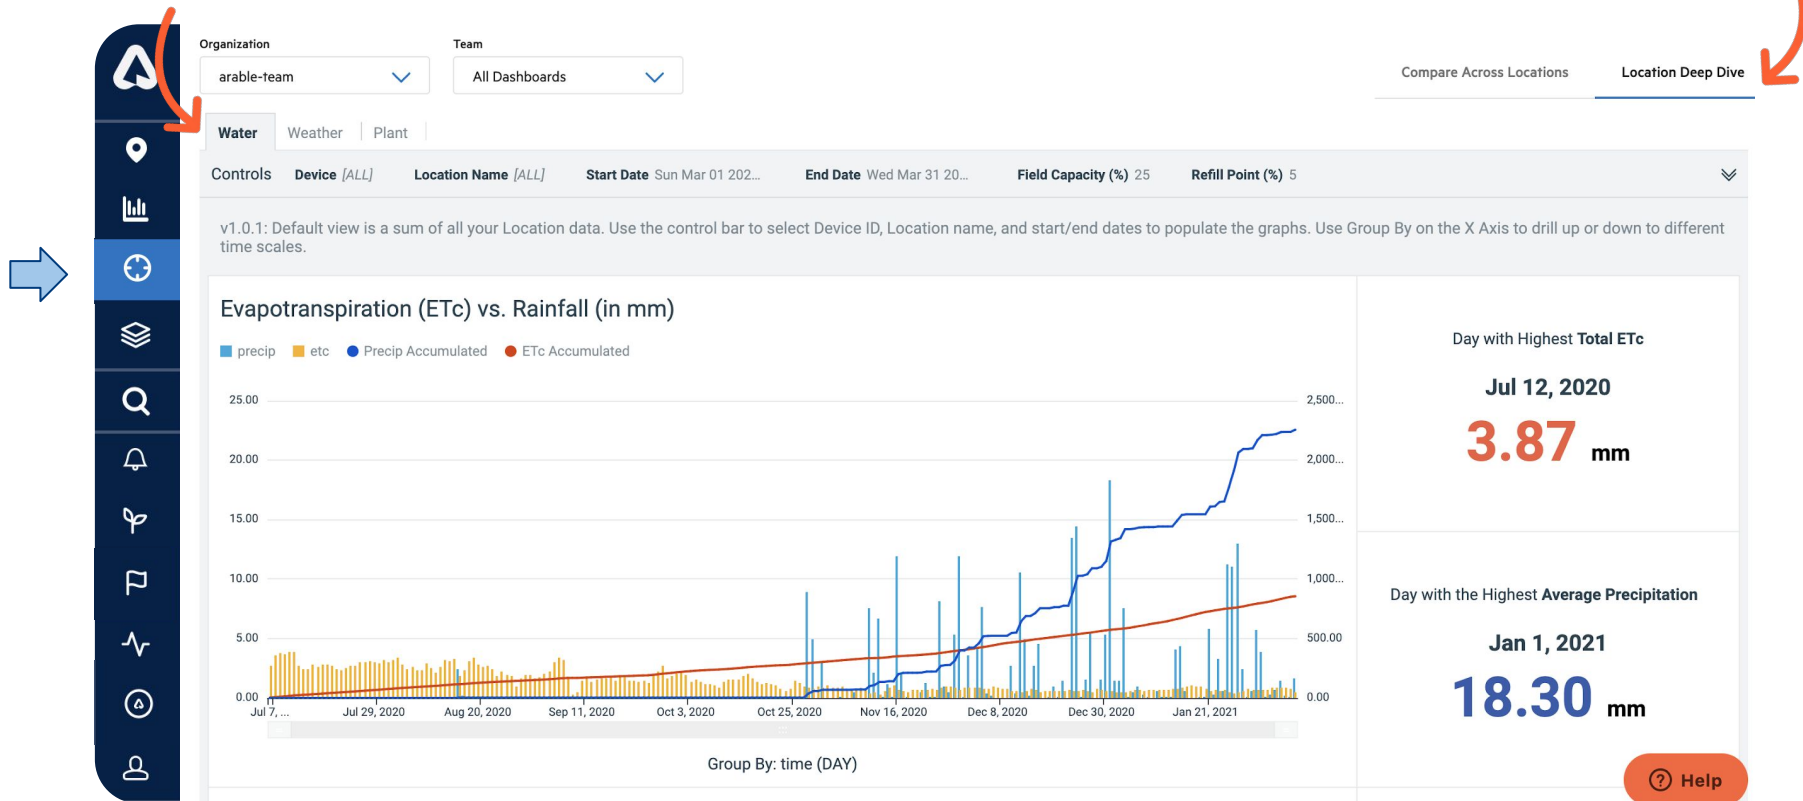 Organization
Team
arable-team
All Dashboards
Compare Across Locations
Location Deep Dive
Water
Weather
Plant
Controls Device [ALL] Location Name [ALL] Start Date Sun Mar 01 202... End Date Wed Mar 31 20... Field Capacity (%) 25 Refill Point (%) 5
v1.0.1: Default view is a sum of all your Location data. Use the control bar to select Device ID, Location name, and start/end dates to populate the graphs. Use Group By on the X Axis to drill up or down to different
time scales.
Evapotranspiration (ETc) vs. Rainfall (in mm)
precip etc Precip Accumulated ETc Accumulated
25.00
20.00
15.00
10.00
5.00
0.00
2,500...
2,000...
1,500...
1,000...
500.00
0.00
Jul 7, ... Jul 29, 2020 Aug 20, 2020 Sep 11, 2020 Oct 3, 2020 Oct 25, 2020 Nov 16, 2020 Dec 8, 2020 Dec 30, 2020 Jan 21, 2021
Group By: time (DAY)
Day with Highest Total ETc
Jul 12, 2020
3.87 mm
Day with the Highest Average Precipitation
Jan 1, 2021
18.30 mm
Help